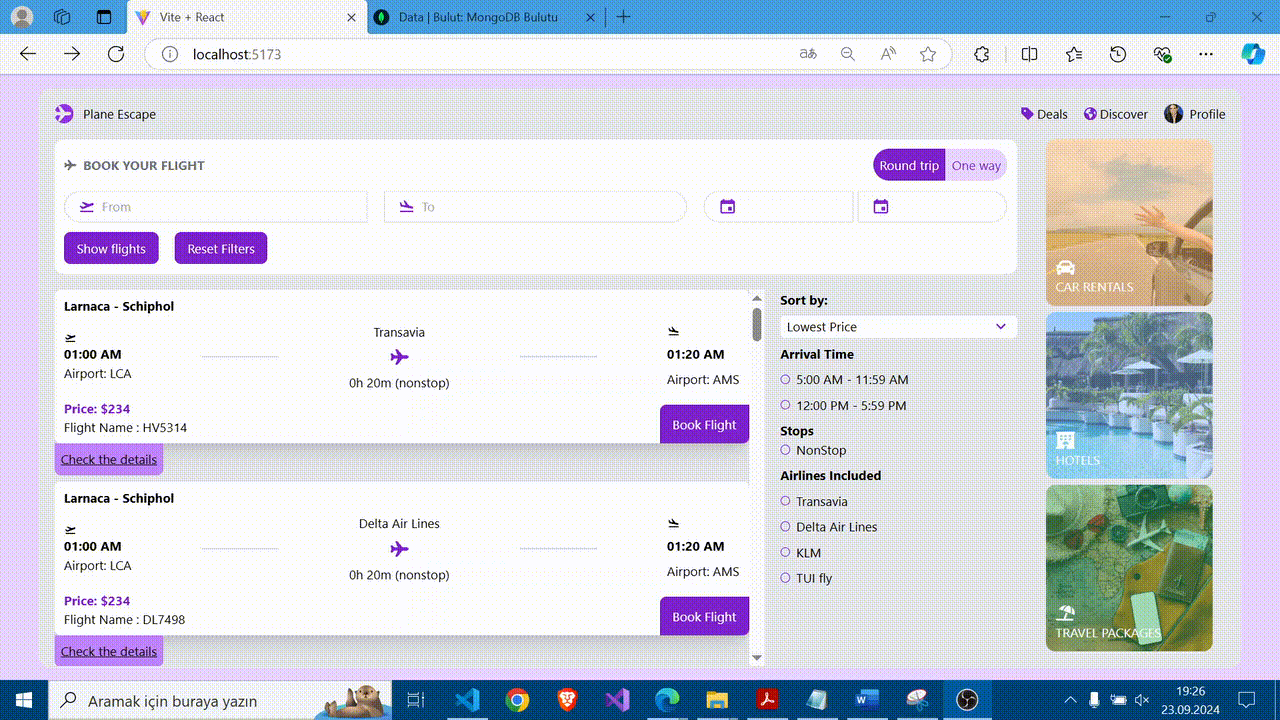 Vite + React
Data | Bulut: MongoDB Bulutu
localhost:5173
Plane Escape
Deals
Discover
Profile
BOOK YOUR FLIGHT
Round trip
One way
From
To
Show flights
Reset Filters
CAR RENTALS
HOTELS
TRAVEL PACKAGES
Larnaca - Schiphol
01:00 AM
Airport: LCA
Transavia
0h 20m (nonstop)
01:20 AM
Airport: AMS
Price: $234
Flight Name : HV5314
Book Flight
Check the details
Larnaca - Schiphol
01:00 AM
Airport: LCA
Delta Air Lines
0h 20m (nonstop)
01:20 AM
Airport: AMS
Price: $234
Flight Name : DL7498
Book Flight
Check the details
Sort by:
Lowest Price
Arrival Time
5:00 AM - 11:59 AM
12:00 PM - 5:59 PM
Stops
NonStop
Airlines Included
Transavia
Delta Air Lines
KLM
TUI fly
Aramak için buraya yazın
19:26
23.09.2024